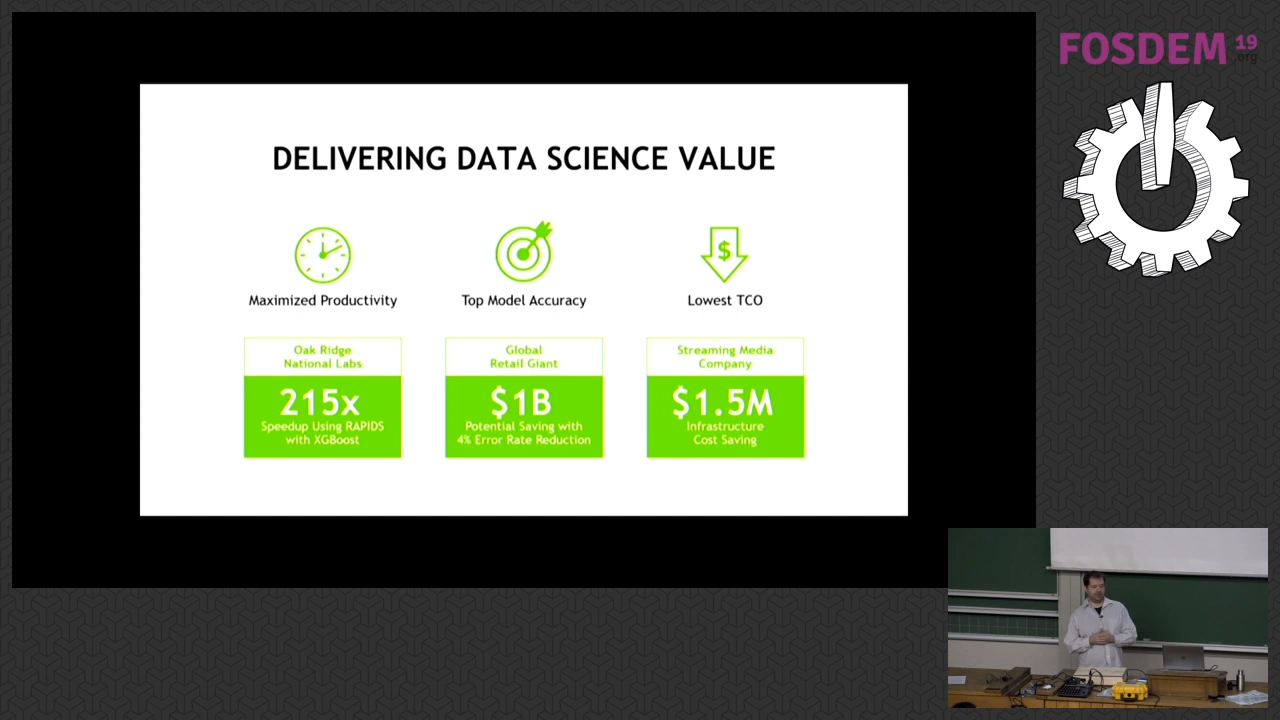 FOSDEM 19
.org
DELIVERING DATA SCIENCE VALUE
$
Maximized Productivity
Top Model Accuracy
Lowest TCO
Oak Ridge
National Labs
215x
Speedup Using RAPIDS
with XGBoost
Global
Retail Giant
$1B
Potential Saving with
4% Error Rate Reduction
Streaming Media
Company
$1.5M
Infrastructure
Cost Saving